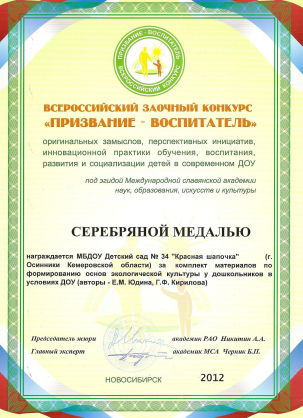 ПРИЗВАНИЕ - ВОСПИТАТЕЛЬ
ВСЕРОССИЙСКИЙ КОНКУРС
ВСЕРОССИЙСКИЙ ЗАОЧНЫЙ КОНКУРС
«ПРИЗВАНИЕ - ВОСПИТАТЕЛЬ»
оригинальных замыслов, перспективных инициатив,
инновационной практики обучения, воспитания,
развития и социализации детей в современном ДОУ
под эгидой Международной славянской академии
наук, образования, искусств и культуры
СЕРЕБРЯНОЙ МЕДАЛЬЮ
награждается МБДОУ Детский сад № 34 "Красная шапочка" (г.
Осинники Кемеровской области) за комплект материалов по
формированию основ экологической культуры у дошкольников в
условиях ДОУ (авторы - Е.М. Юдина, Г.Ф. Кирилова)
Председатель жюри академик РАО Никитин А.А.
Главный эксперт академик МСА Черник Б.П.
НОВОСИБИРСК 2012